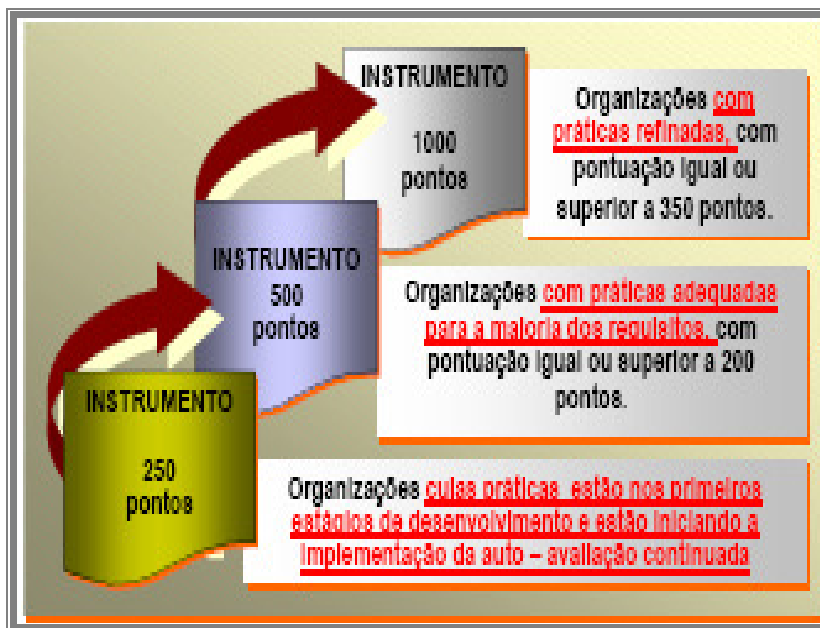 INSTRUMENTO
1000
pontos
Organizações com
práticas refinadas, com
pontuação igual ou
superior a 350 pontos.
INSTRUMENTO
500
pontos
Organizações com práticas adequadas
para a maioria dos requisitos, com
pontuação igual ou superior a 200
pontos.
INSTRUMENTO
250
pontos
Organizações cujas práticas estão nos primeiros
estágios de desenvolvimento e estão iniciando a
implementação da auto – avaliação continuada